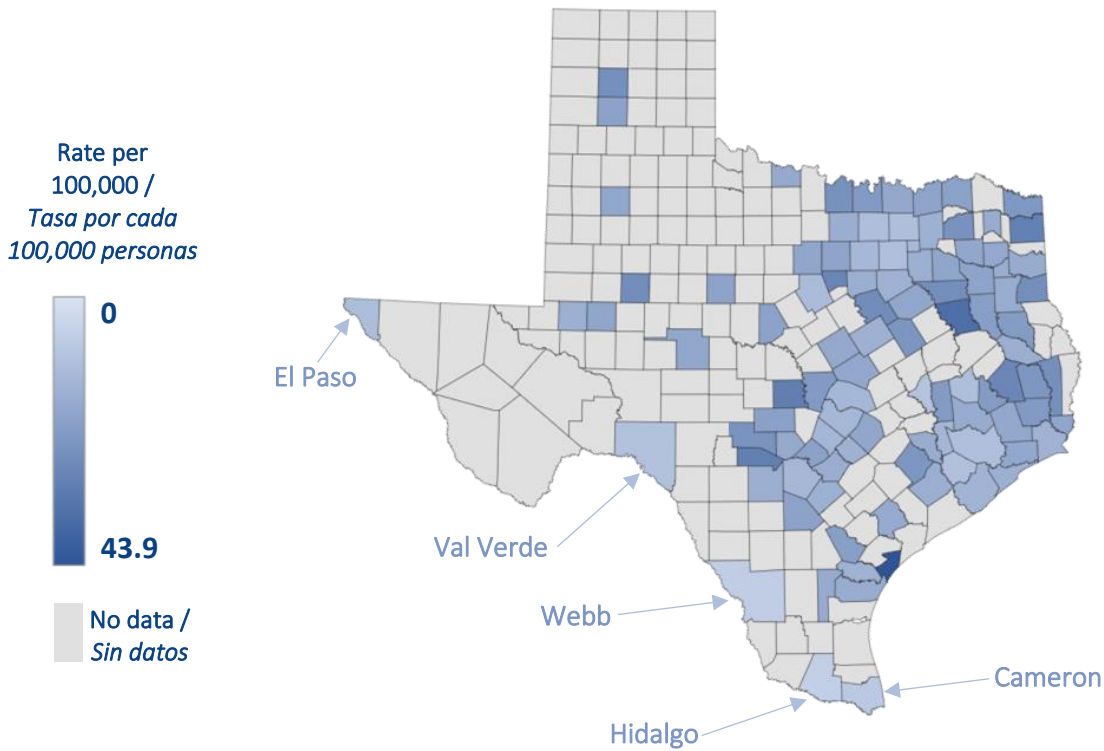 Rate per
100,000 /
Tasa por cada
100,000 personas
0
43.9
No data /
Sin datos
El Paso
Val Verde
Webb
Hidalgo
Cameron